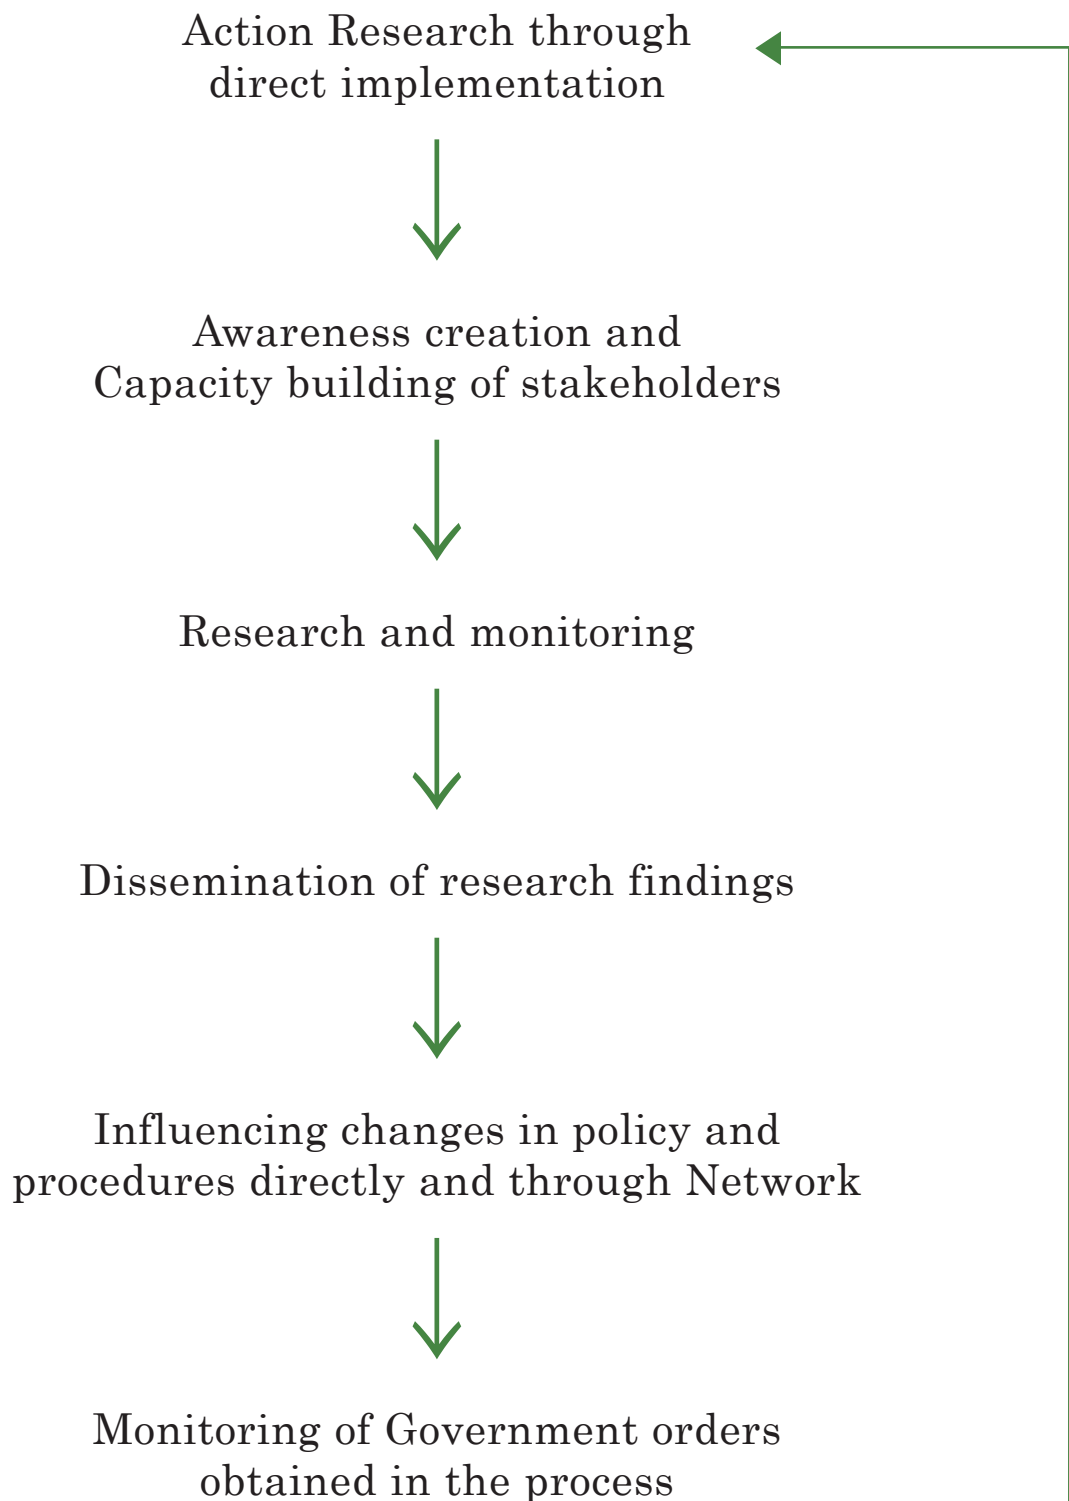 Action Research through
direct implementation
Awareness creation and
Capacity building of stakeholders
Research and monitoring
Dissemination of research findings
Influencing changes in policy and
procedures directly and through Network
Monitoring of Government orders
obtained in the process